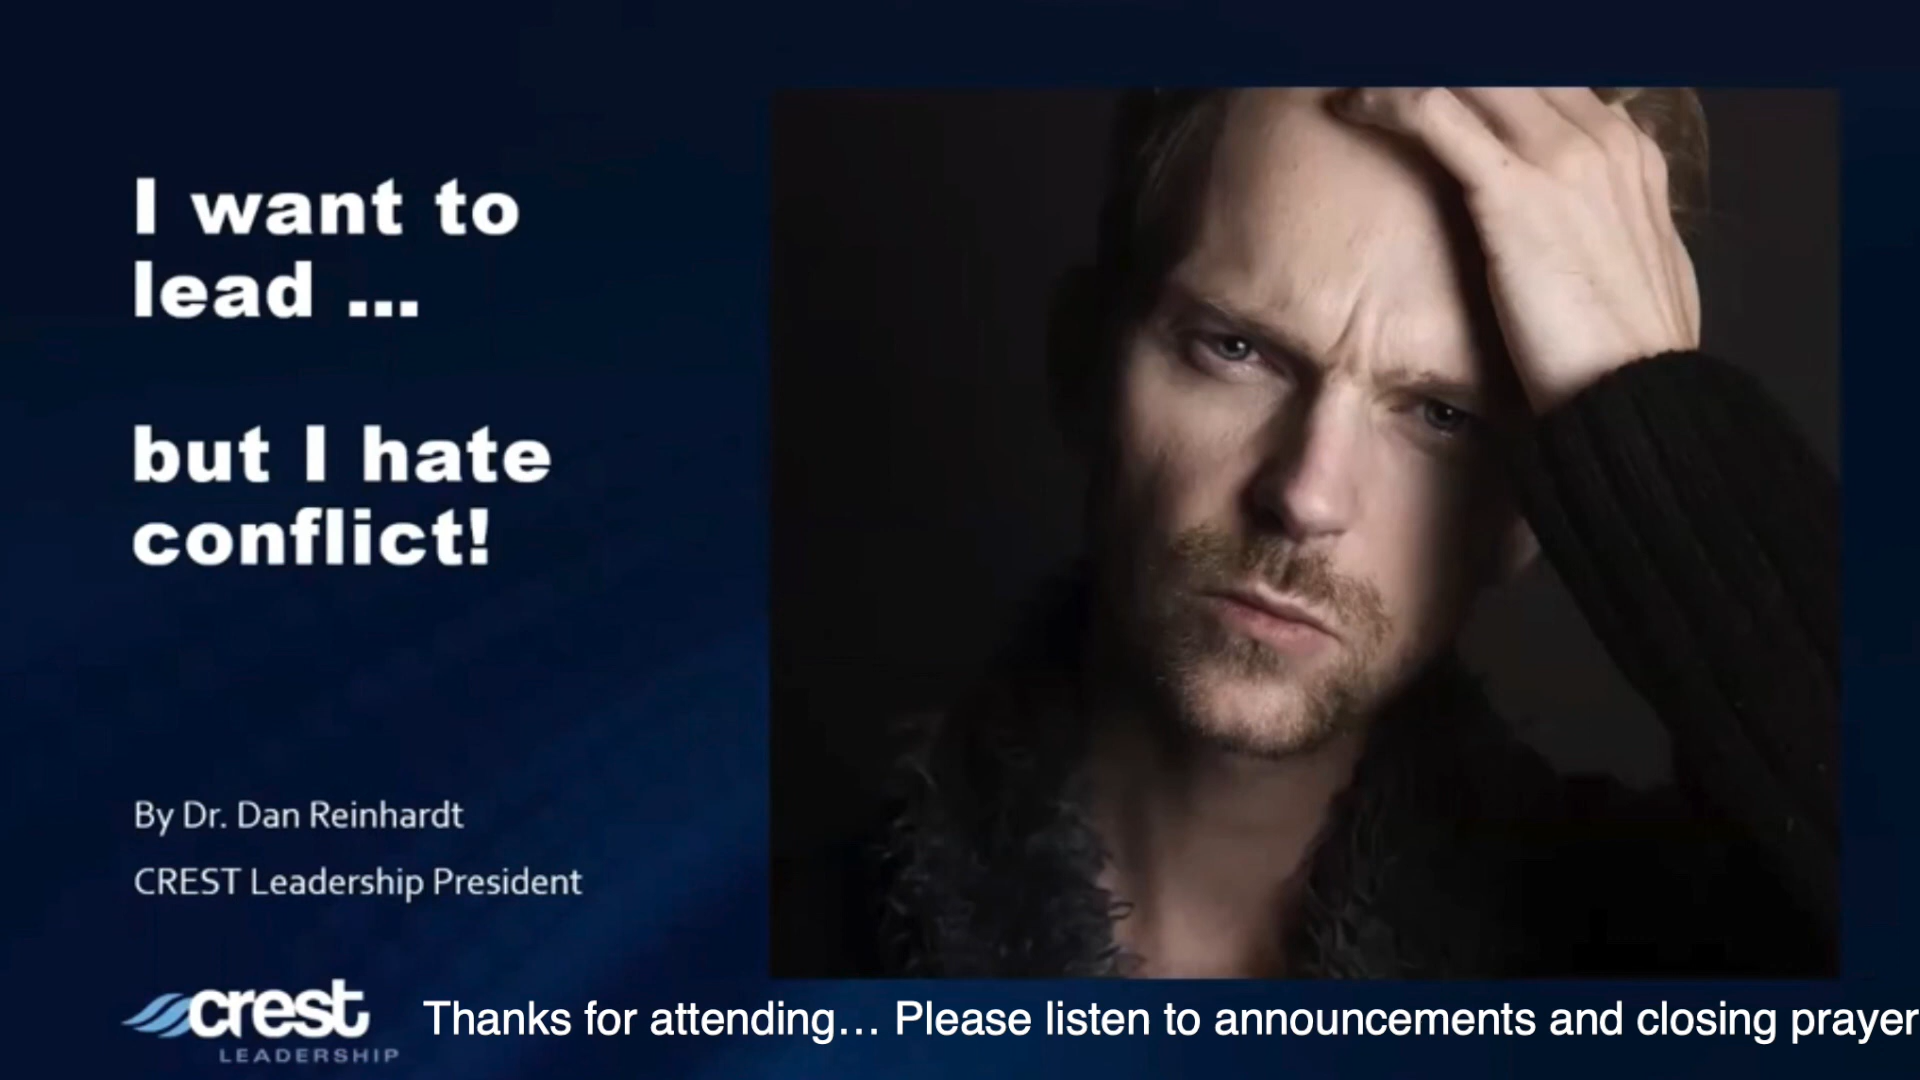 I want to
lead ...
but I hate
conflict!
By Dr. Dan Reinhardt
CREST Leadership President
crest
LEADERSHIP
Thanks for attending... Please listen to announcements and closing prayer